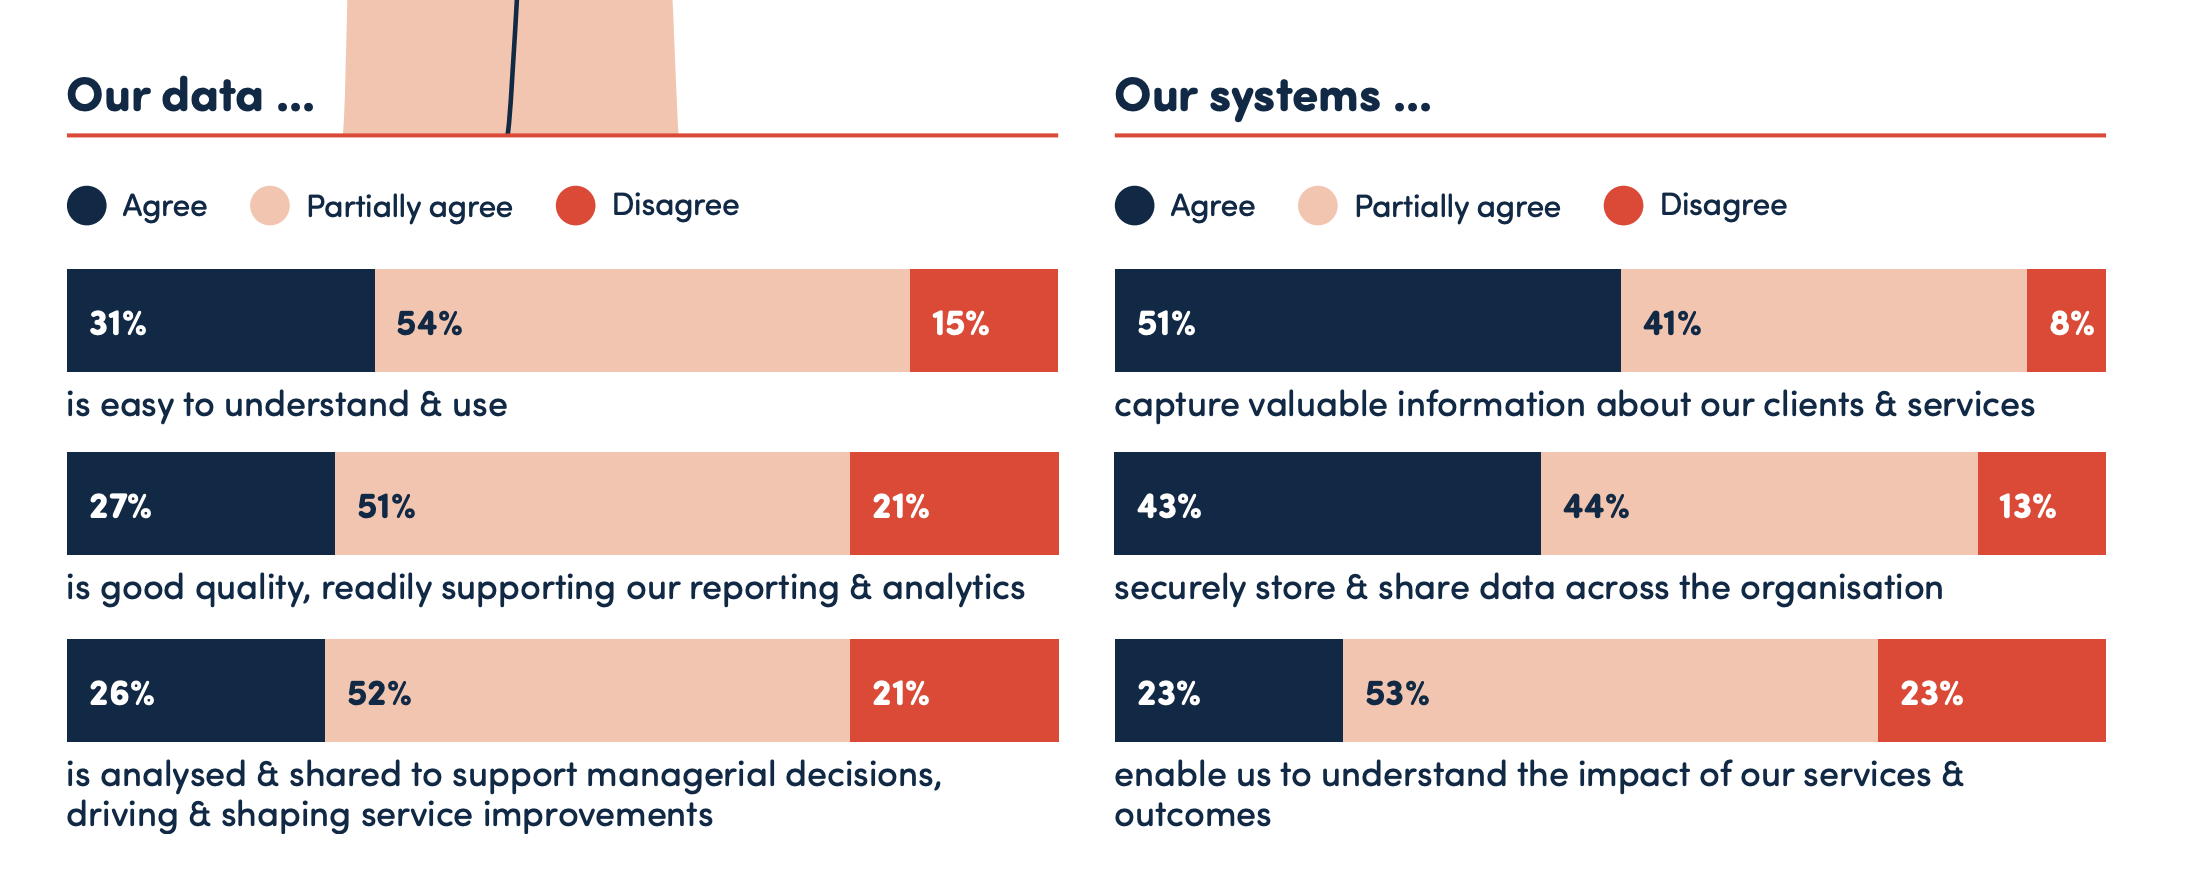 Our data ...
Agree
Partially agree
Disagree
31%
54%
15%
is easy to understand & use
27%
51%
21%
is good quality, readily supporting our reporting & analytics
26%
52%
21%
is analysed & shared to support managerial decisions,
driving & shaping service improvements
Our systems ...
Agree
Partially agree
Disagree
51%
41%
8%
capture valuable information about our clients & services
43%
44%
13%
securely store & share data across the organisation
23%
53%
23%
enable us to understand the impact of our services &
outcomes